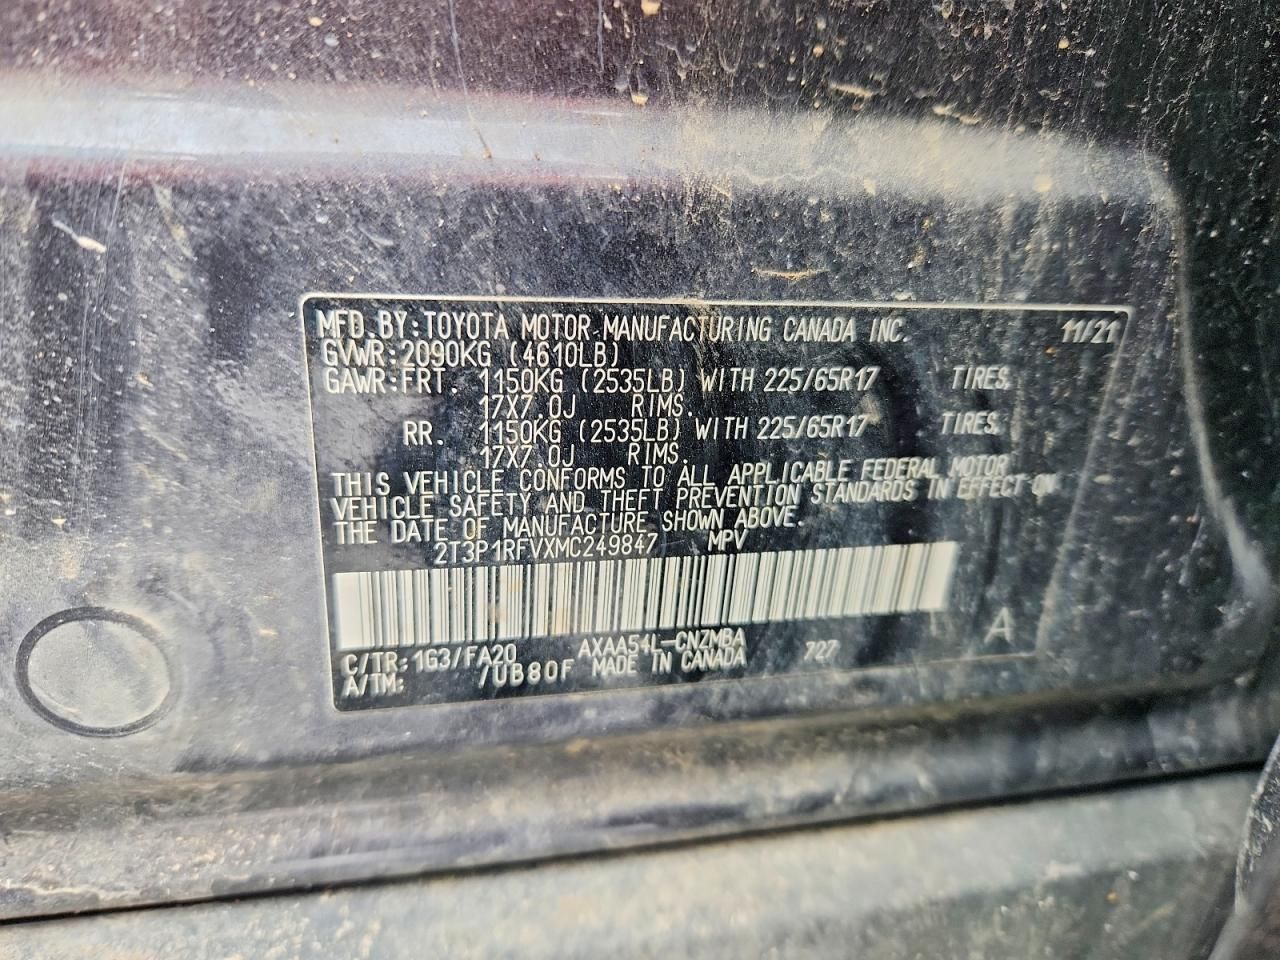 MFD. BY: TOYOTA MOTOR MANUFACTURING CANADA INC. 11/21
GVWR: 2090KG (4610LB)
GAWR: FRT. 1150KG (2535LB) WITH 225/65R17 TIRES,
17X7.0J RIMS.
RR. 1150KG (2535LB) WITH 225/65R17 TIRES,
17X7.0J RIMS.
THIS VEHICLE CONFORMS TO ALL APPLICABLE FEDERAL MOTOR
VEHICLE SAFETY AND THEFT PREVENTION STANDARDS IN EFFECT ON
THE DATE OF MANUFACTURE SHOWN ABOVE.
2T3P1RFVXMC249847 MPV
C/TR: 1G3/FA20 AXAA54L-CNZMBA 727 A
A/TM: /UB80F MADE IN CANADA